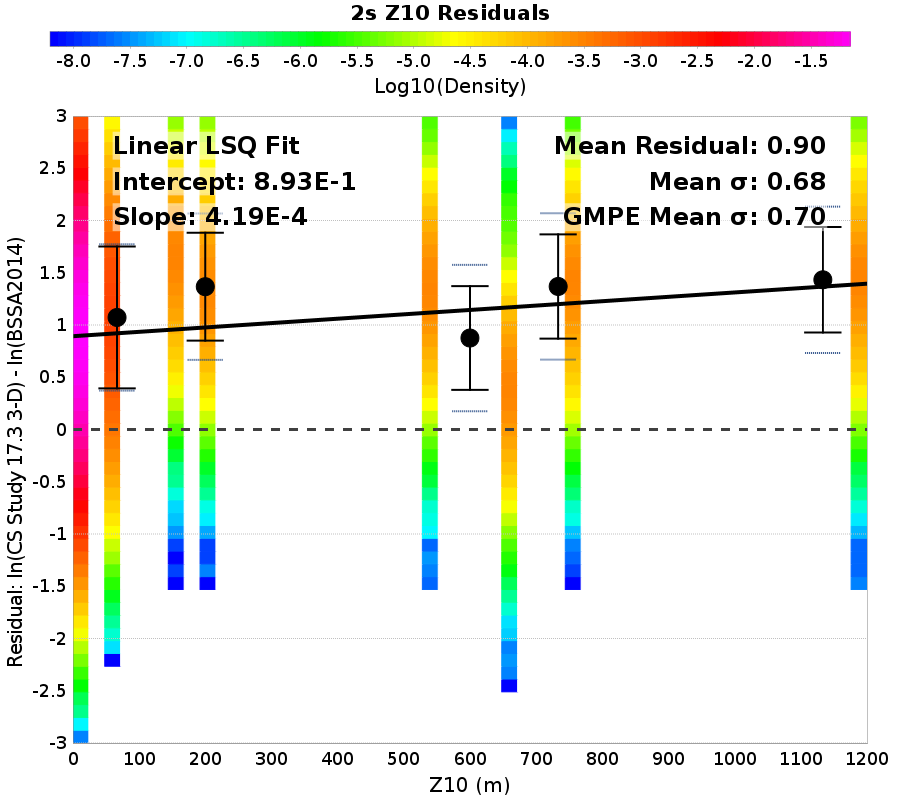 2s Z10 Residuals
-8.0 -7.5 -7.0 -6.5 -6.0 -5.5 -5.0 -4.5 -4.0 -3.5 -3.0 -2.5 -2.0 -1.5
Log10(Density)
Linear LSQ Fit
Intercept: 8.93E-1
Slope: 4.19E-4
Mean Residual: 0.90
Mean σ: 0.68
GMPE Mean σ: 0.70
Residual: ln(CS Study 17.3 3-D) - ln(BSSA2014)
3
2.5
2
1.5
1
0.5
0
-0.5
-1
-1.5
-2
-2.5
-3
0 100 200 300 400 500 600 700 800 900 1000 1100 1200
Z10 (m)